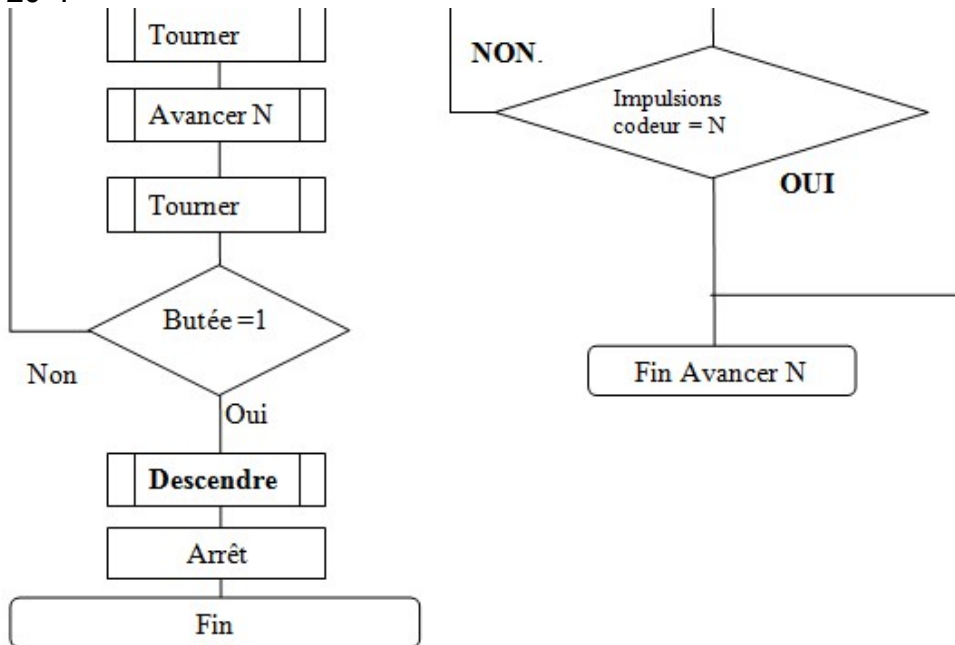 Tourner
Avancer N
Tourner
Butée =1
Non
Oui
Descendre
Arrêt
Fin
NON.
Impulsions
codeur = N
OUI
Fin Avancer N